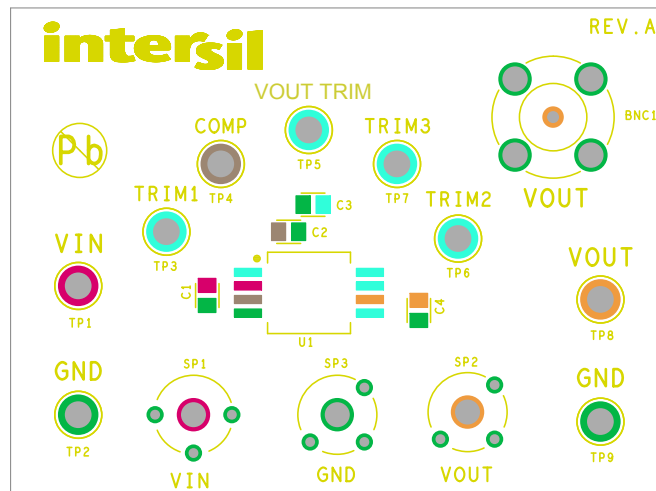 intersil
REV.A
VOUT TRIM
COMP
TP5
TRIM3
BNC1
Pb
TP4
TP7
TRIM1
C3
TRIM2
VOUT
C2
VIN
TP3
TP6
VOUT
C1
C4
TP1
U1
TP8
GND
SP1
SP3
SP2
GND
TP2
TP9
VIN
GND
VOUT